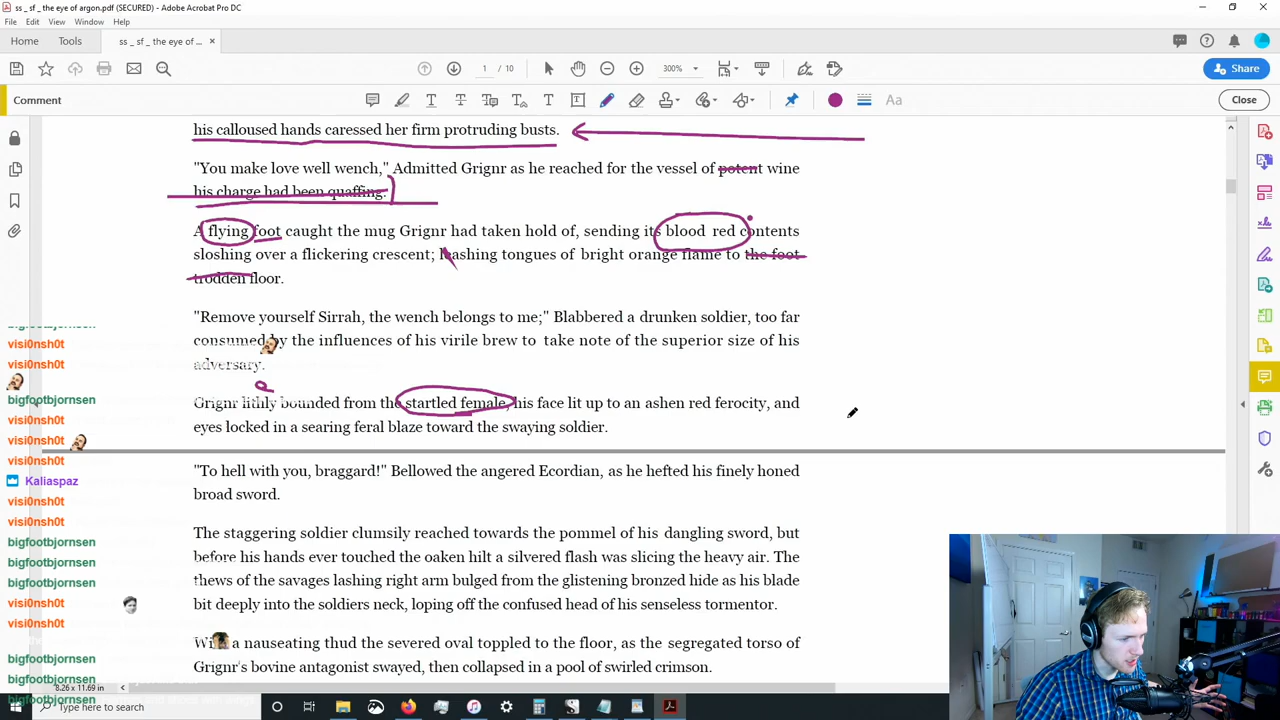 ss _ sf _ the eye of argon.pdf (SECURED) - Adobe Acrobat Pro DC
File Edit View Window Help
Home Tools ss _ sf _ the eye of ... ×
1 / 10 300% Share
Comment Close
his calloused hands caressed her firm protruding busts.
"You make love well wench," Admitted Grignr as he reached for the vessel of potent wine
his charge had been quaffing.
A flying foot caught the mug Grignr had taken hold of, sending its blood red contents
sloshing over a flickering crescent; leashing tongues of bright orange flame to the foot
trodden floor.
"Remove yourself Sirrah, the wench belongs to me;" Blabbered a drunken soldier, too far
consumed by the influences of his virile brew to take note of the superior size of his
adversary.
Grignr lithly bounded from the startled female, his face lit up to an ashen red ferocity, and
eyes locked in a searing feral blaze toward the swaying soldier.
"To hell with you, braggard!" Bellowed the angered Ecordian, as he hefted his finely honed
broad sword.
The staggering soldier clumsily reached towards the pommel of his dangling sword, but
before his hands ever touched the oaken hilt a silvered flash was slicing the heavy air. The
thews of the savages lashing right arm bulged from the glistening bronzed hide as his blade
bit deeply into the soldiers neck, loping off the confused head of his senseless tormentor.
a nauseating thud the severed oval toppled to the floor, as the segregated torso of
Grignr's bovine antagonist swayed, then collapsed in a pool of swirled crimson.
bigfootbjornsen
visi0nsh0t
visi0nsh0t
bigfootbjornsen
visi0nsh0t
visi0nsh0t
visi0nsh0t
Kaliaspaz
visi0nsh0t
bigfootbjornsen
visi0nsh0t
bigfootbjornsen
bigfootbjornsen
visi0nsh0t
visi0nsh0t
bigfootbjornsen
bigfootbjornsen
bigfootbjornsen
8.26 x 11.69 in
Type here to search